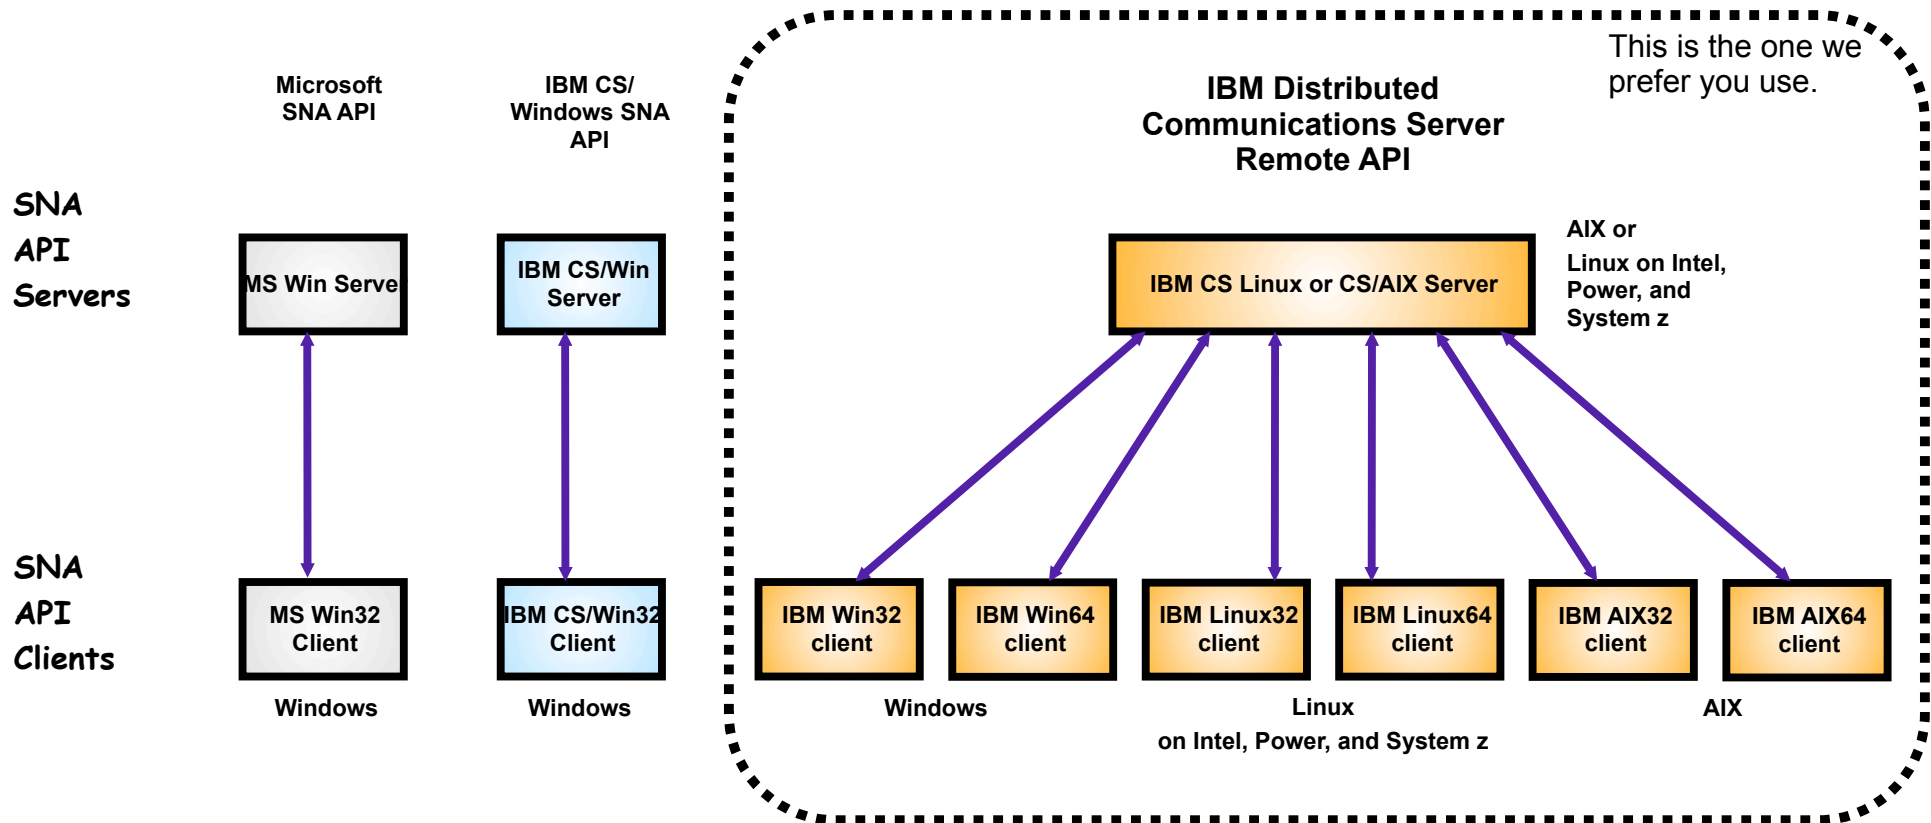 This is the one we
prefer you use.
Microsoft
SNA API
IBM CS/
Windows SNA
API
IBM Distributed
Communications Server
Remote API
SNA
API
Servers
MS Win Server
IBM CS/Win
Server
IBM CS Linux or CS/AIX Server
AIX or
Linux on Intel,
Power, and
System z
SNA
API
Clients
MS Win32
Client
IBM CS/Win32
Client
IBM Win32
client
IBM Win64
client
IBM Linux32
client
IBM Linux64
client
IBM AIX32
client
IBM AIX64
client
Windows
Windows
Windows
Linux
on Intel, Power, and System z
AIX